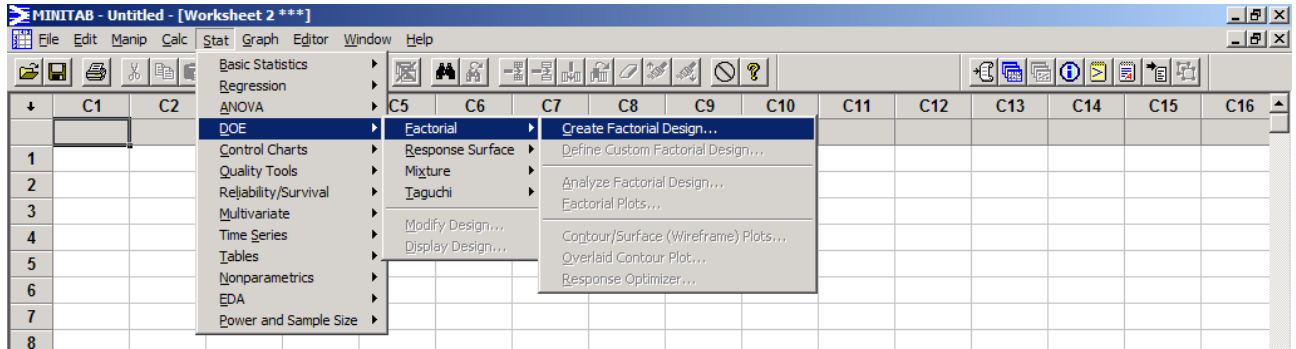 MINITAB - Untitled - [Worksheet 2 ***]
File Edit Manip Calc Stat Graph Editor Window Help
↓ C1 C2 C5 C6 C7 C8 C9 C10 C11 C12 C13 C14 C15 C16
Basic Statistics
Regression
ANOVA
DOE
Control Charts
Quality Tools
Reliability/Survival
Multivariate
Time Series
Tables
Nonparametrics
EDA
Power and Sample Size
Factorial
Response Surface
Mixture
Taguchi
Modify Design...
Display Design...
Create Factorial Design...
Define Custom Factorial Design...
Analyze Factorial Design...
Factorial Plots...
Contour/Surface (Wireframe) Plots...
Overlaid Contour Plot...
Response Optimizer...
1
2
3
4
5
6
7
8